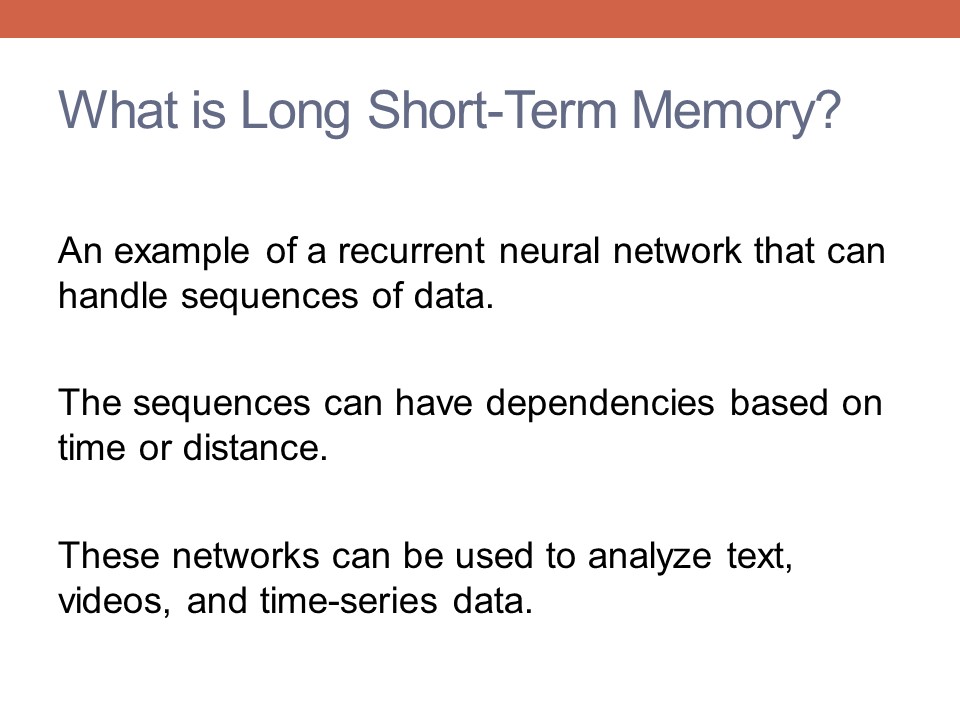 What is Long Short-Term Memory?
An example of a recurrent neural network that can
handle sequences of data.
The sequences can have dependencies based on
time or distance.
These networks can be used to analyze text,
videos, and time-series data.